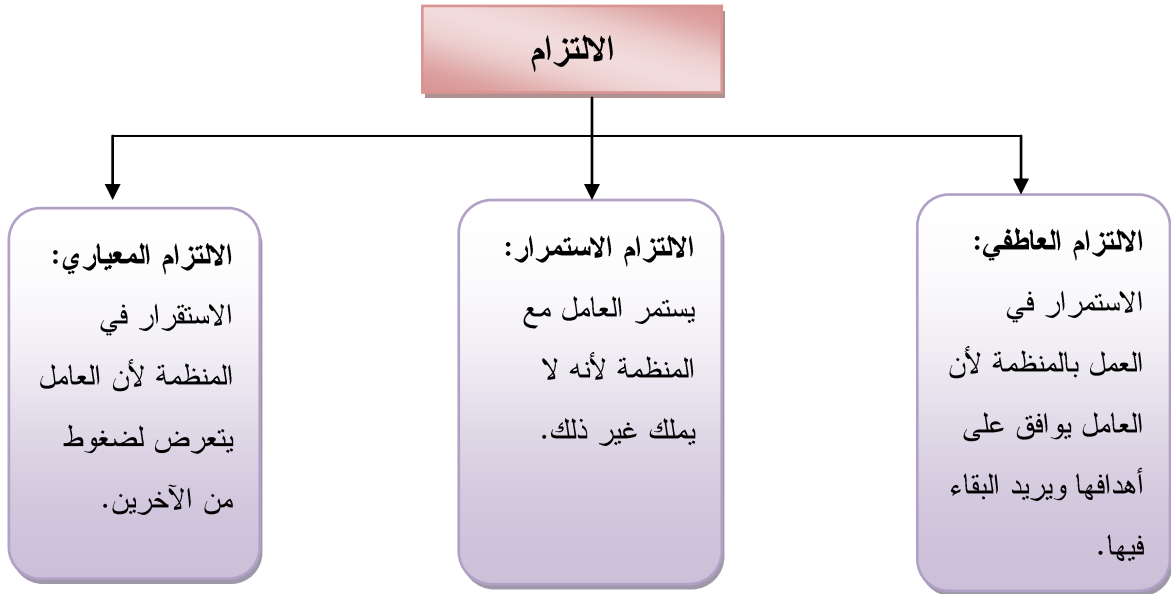 الالتزام
الالتزام العاطفي:
الاستمرار في
العمل بالمنظمة لأن
العامل يوافق على
أهدافها ويريد البقاء
فيها.
الالتزام الاستمرار:
يستمر العامل مع
المنظمة لأنه لا
يملك غير ذلك.
الالتزام المعياري:
الاستقرار في
المنظمة لأن العامل
يتعرض لضغوط
من الآخرين.